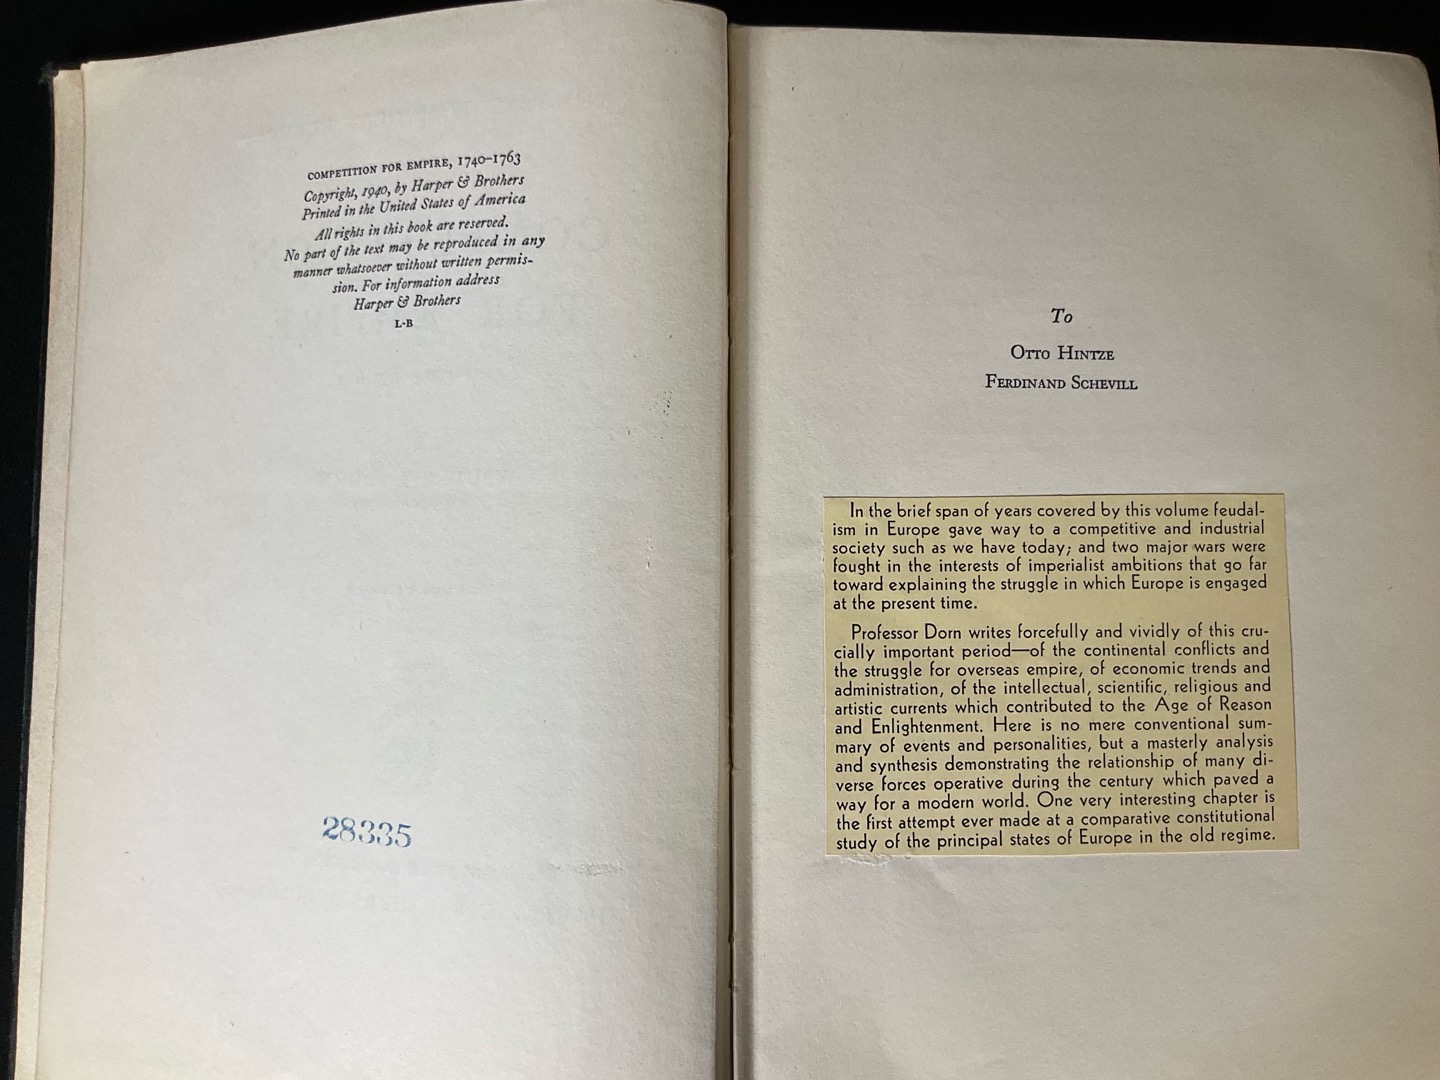 COMPETITION FOR EMPIRE, 1740–1763
Copyright, 1940, by Harper & Brothers
Printed in the United States of America
All rights in this book are reserved.
No part of the text may be reproduced in any
manner whatsoever without written permis-
sion. For information address
Harper & Brothers
L-B
28335
To
OTTO HINTZE
FERDINAND SCHEVILL
In the brief span of years covered by this volume feudal-
ism in Europe gave way to a competitive and industrial
society such as we have today; and two major wars were
fought in the interests of imperialist ambitions that go far
toward explaining the struggle in which Europe is engaged
at the present time.
Professor Dorn writes forcefully and vividly of this cru-
cially important period—of the continental conflicts and
the struggle for overseas empire, of economic trends and
administration, of the intellectual, scientific, religious and
artistic currents which contributed to the Age of Reason
and Enlightenment. Here is no mere conventional sum-
mary of events and personalities, but a masterly analysis
and synthesis demonstrating the relationship of many di-
verse forces operative during the century which paved a
way for a modern world. One very interesting chapter is
the first attempt ever made at a comparative constitutional
study of the principal states of Europe in the old regime.